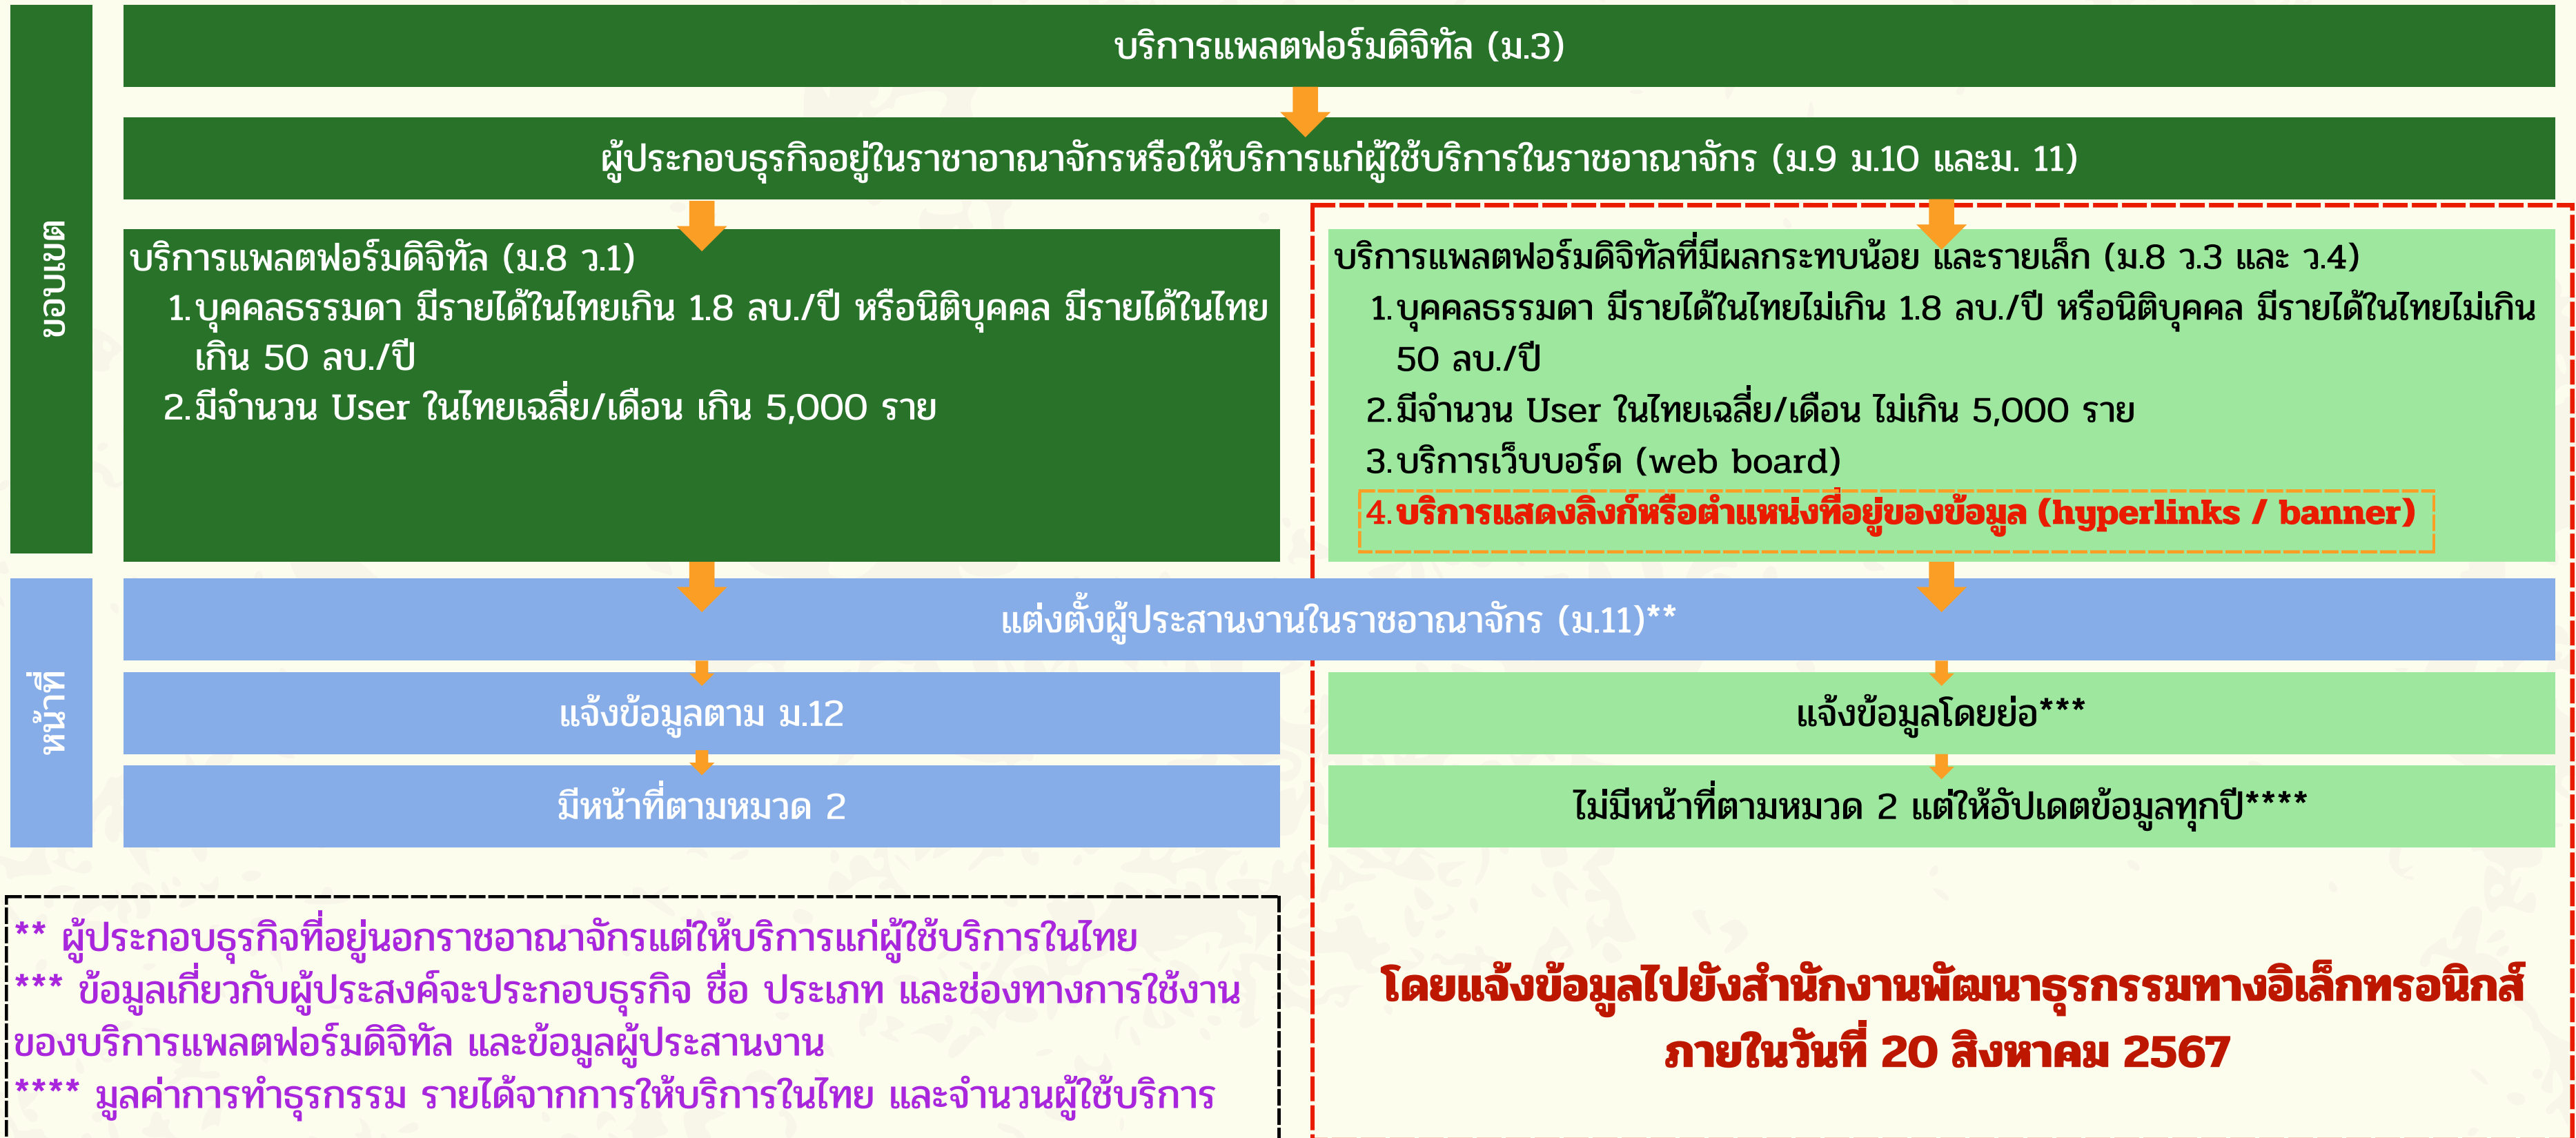 ขอบเขต
บริการแพลตฟอร์มดิจิทัล (ม.3)
ผู้ประกอบธุรกิจอยู่ในราชาอาณาจักรหรือให้บริการแก่ผู้ใช้บริการในราชอาณาจักร (ม.9 ม.10 และม. 11)
บริการแพลตฟอร์มดิจิทัล (ม.8 ว.1)
1. บุคคลธรรมดา มีรายได้ในไทยเกิน 1.8 ลบ./ปี หรือนิติบุคคล มีรายได้ในไทย
เกิน 50 ลบ./ปี
2. มีจำนวน User ในไทยเฉลี่ย/เดือน เกิน 5,000 ราย
บริการแพลตฟอร์มดิจิทัลที่มีผลกระทบน้อย และรายเล็ก (ม.8 ว.3 และ ว.4)
1. บุคคลธรรมดา มีรายได้ในไทยไม่เกิน 1.8 ลบ./ปี หรือนิติบุคคล มีรายได้ในไทยไม่เกิน
50 ลบ./ปี
2. มีจำนวน User ในไทยเฉลี่ย/เดือน ไม่เกิน 5,000 ราย
3. บริการเว็บบอร์ด (web board)
4. บริการแสดงลิงก์หรือตำแหน่งที่อยู่ของข้อมูล (hyperlinks / banner)
หน้าที่
แต่งตั้งผู้ประสานงานในราชอาณาจักร (ม.11)**
แจ้งข้อมูลตาม ม.12
แจ้งข้อมูลโดยย่อ***
มีหน้าที่ตามหมวด 2
ไม่มีหน้าที่ตามหมวด 2 แต่ให้อัปเดตข้อมูลทุกปี****
** ผู้ประกอบธุรกิจที่อยู่นอกราชอาณาจักรแต่ให้บริการแก่ผู้ใช้บริการในไทย
*** ข้อมูลเกี่ยวกับผู้ประสงค์จะประกอบธุรกิจ ชื่อ ประเภท และช่องทางการใช้งาน
ของบริการแพลตฟอร์มดิจิทัล และข้อมูลผู้ประสานงาน
**** มูลค่าการทำธุรกรรม รายได้จากการให้บริการในไทย และจำนวนผู้ใช้บริการ
โดยแจ้งข้อมูลไปยังสำนักงานพัฒนาธุรกรรมทางอิเล็กทรอนิกส์
ภายในวันที่ 20 สิงหาคม 2567